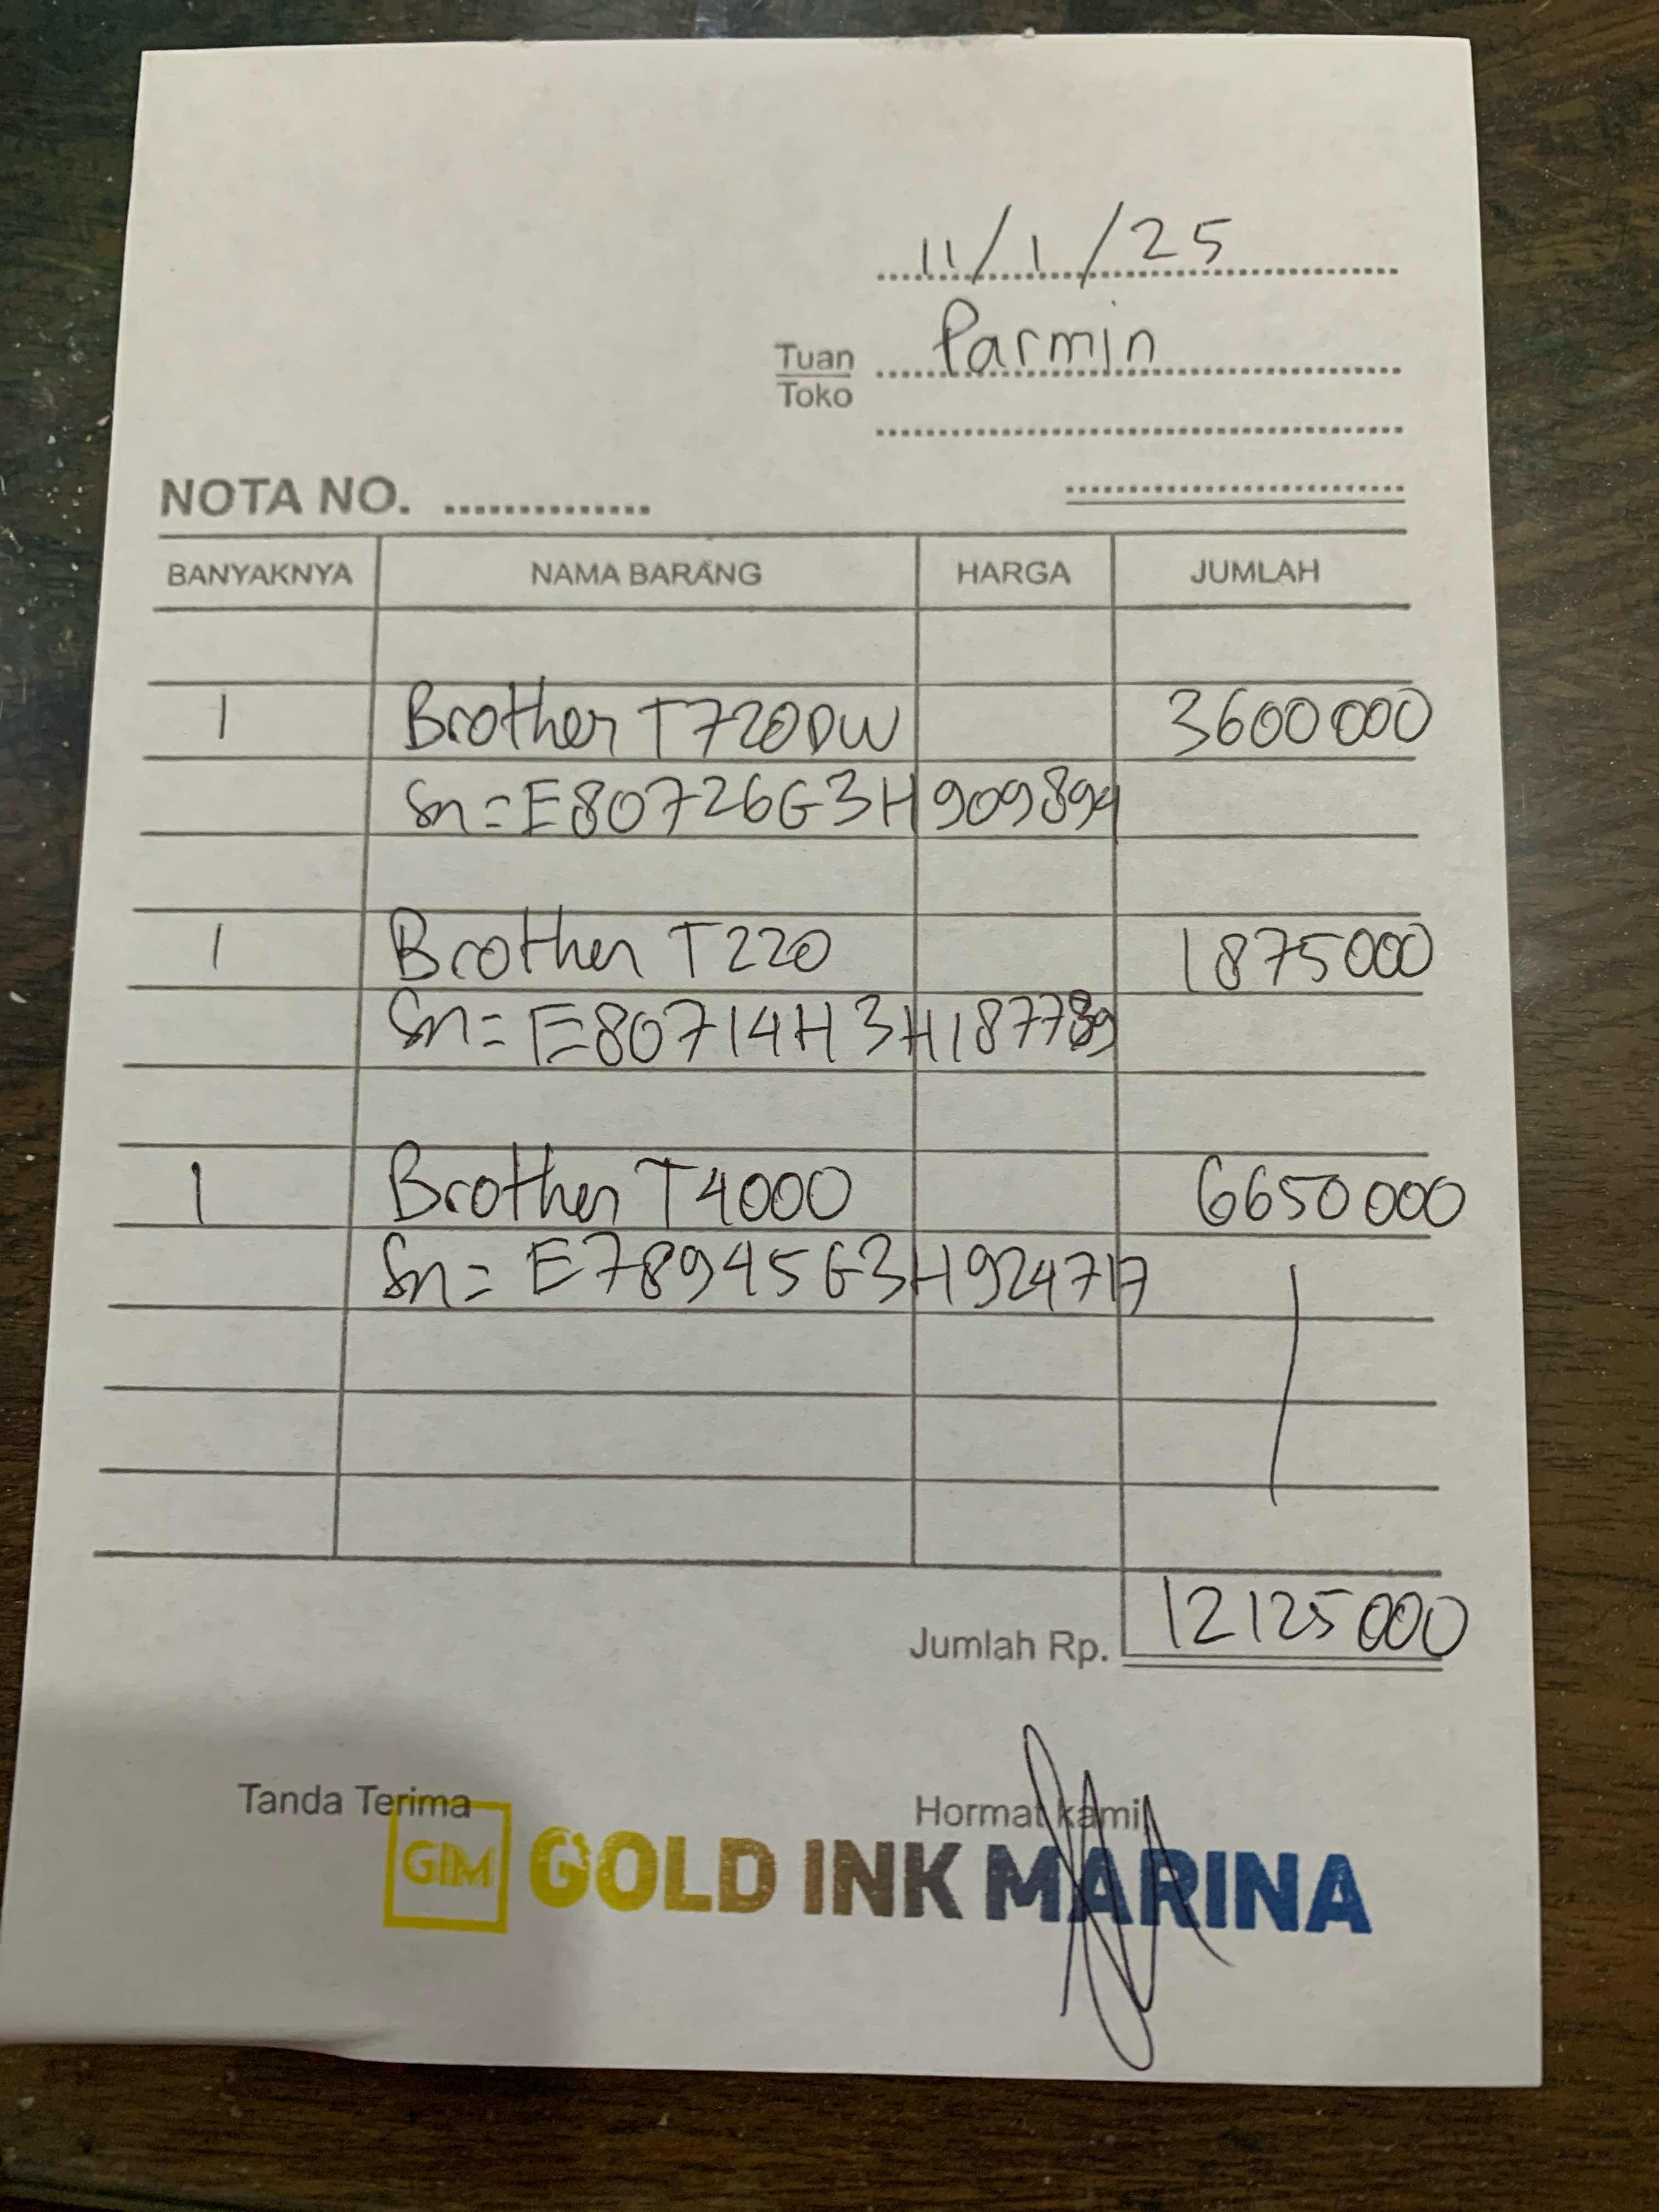 11/1/25
Tuan Parmin
Toko
NOTA NO.
BANYAKNYA NAMA BARANG HARGA JUMLAH
1 Brother T720DW 3600000
Sn = E80726G3H909894
1 Brother T220 1875000
Sn = E80714H3H187789
1 Brother T4000 6650000
Sn = E78945G3H924717
Jumlah Rp. 12125000
Tanda Terima Hormat kami,
GIM GOLD INK MARINA